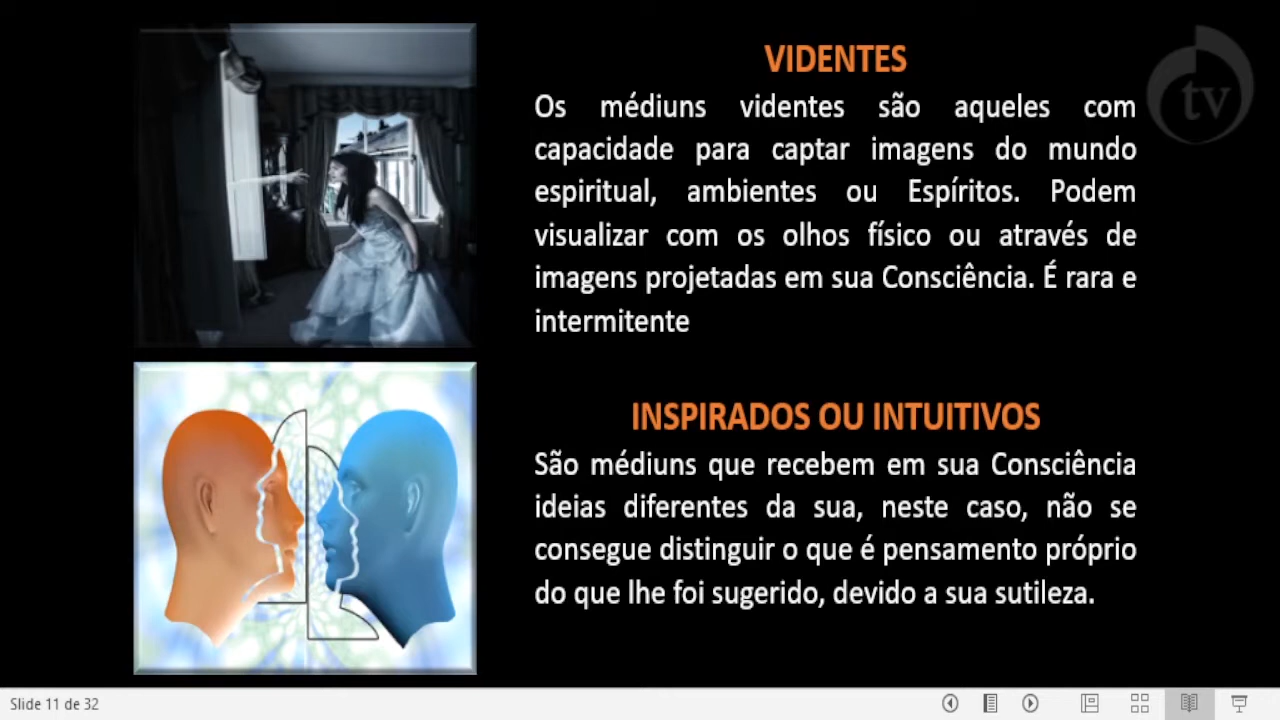 VIDENTES
Os médiuns videntes são aqueles com
capacidade para captar imagens do mundo
espiritual, ambientes ou Espíritos. Podem
visualizar com os olhos físico ou através de
imagens projetadas em sua Consciência. É rara e
intermitente
tv
INSPIRADOS OU INTUITIVOS
São médiuns que recebem em sua Consciência
ideias diferentes da sua, neste caso, não se
consegue distinguir o que é pensamento próprio
do que lhe foi sugerido, devido a sua sutileza.
Slide 11 de 32